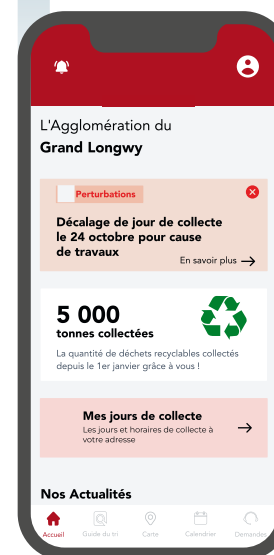 L'Agglomération du
Grand Longwy
Perturbations
Décalage de jour de collecte
le 24 octobre pour cause
de travaux
En savoir plus →
5 000
tonnes collectées
La quantité de déchets recyclables collectés
depuis le 1er janvier grâce à vous !
Mes jours de collecte
Les jours et horaires de collecte à
votre adresse
Nos Actualités
Accueil Guide du tri Carte Calendrier Demandes